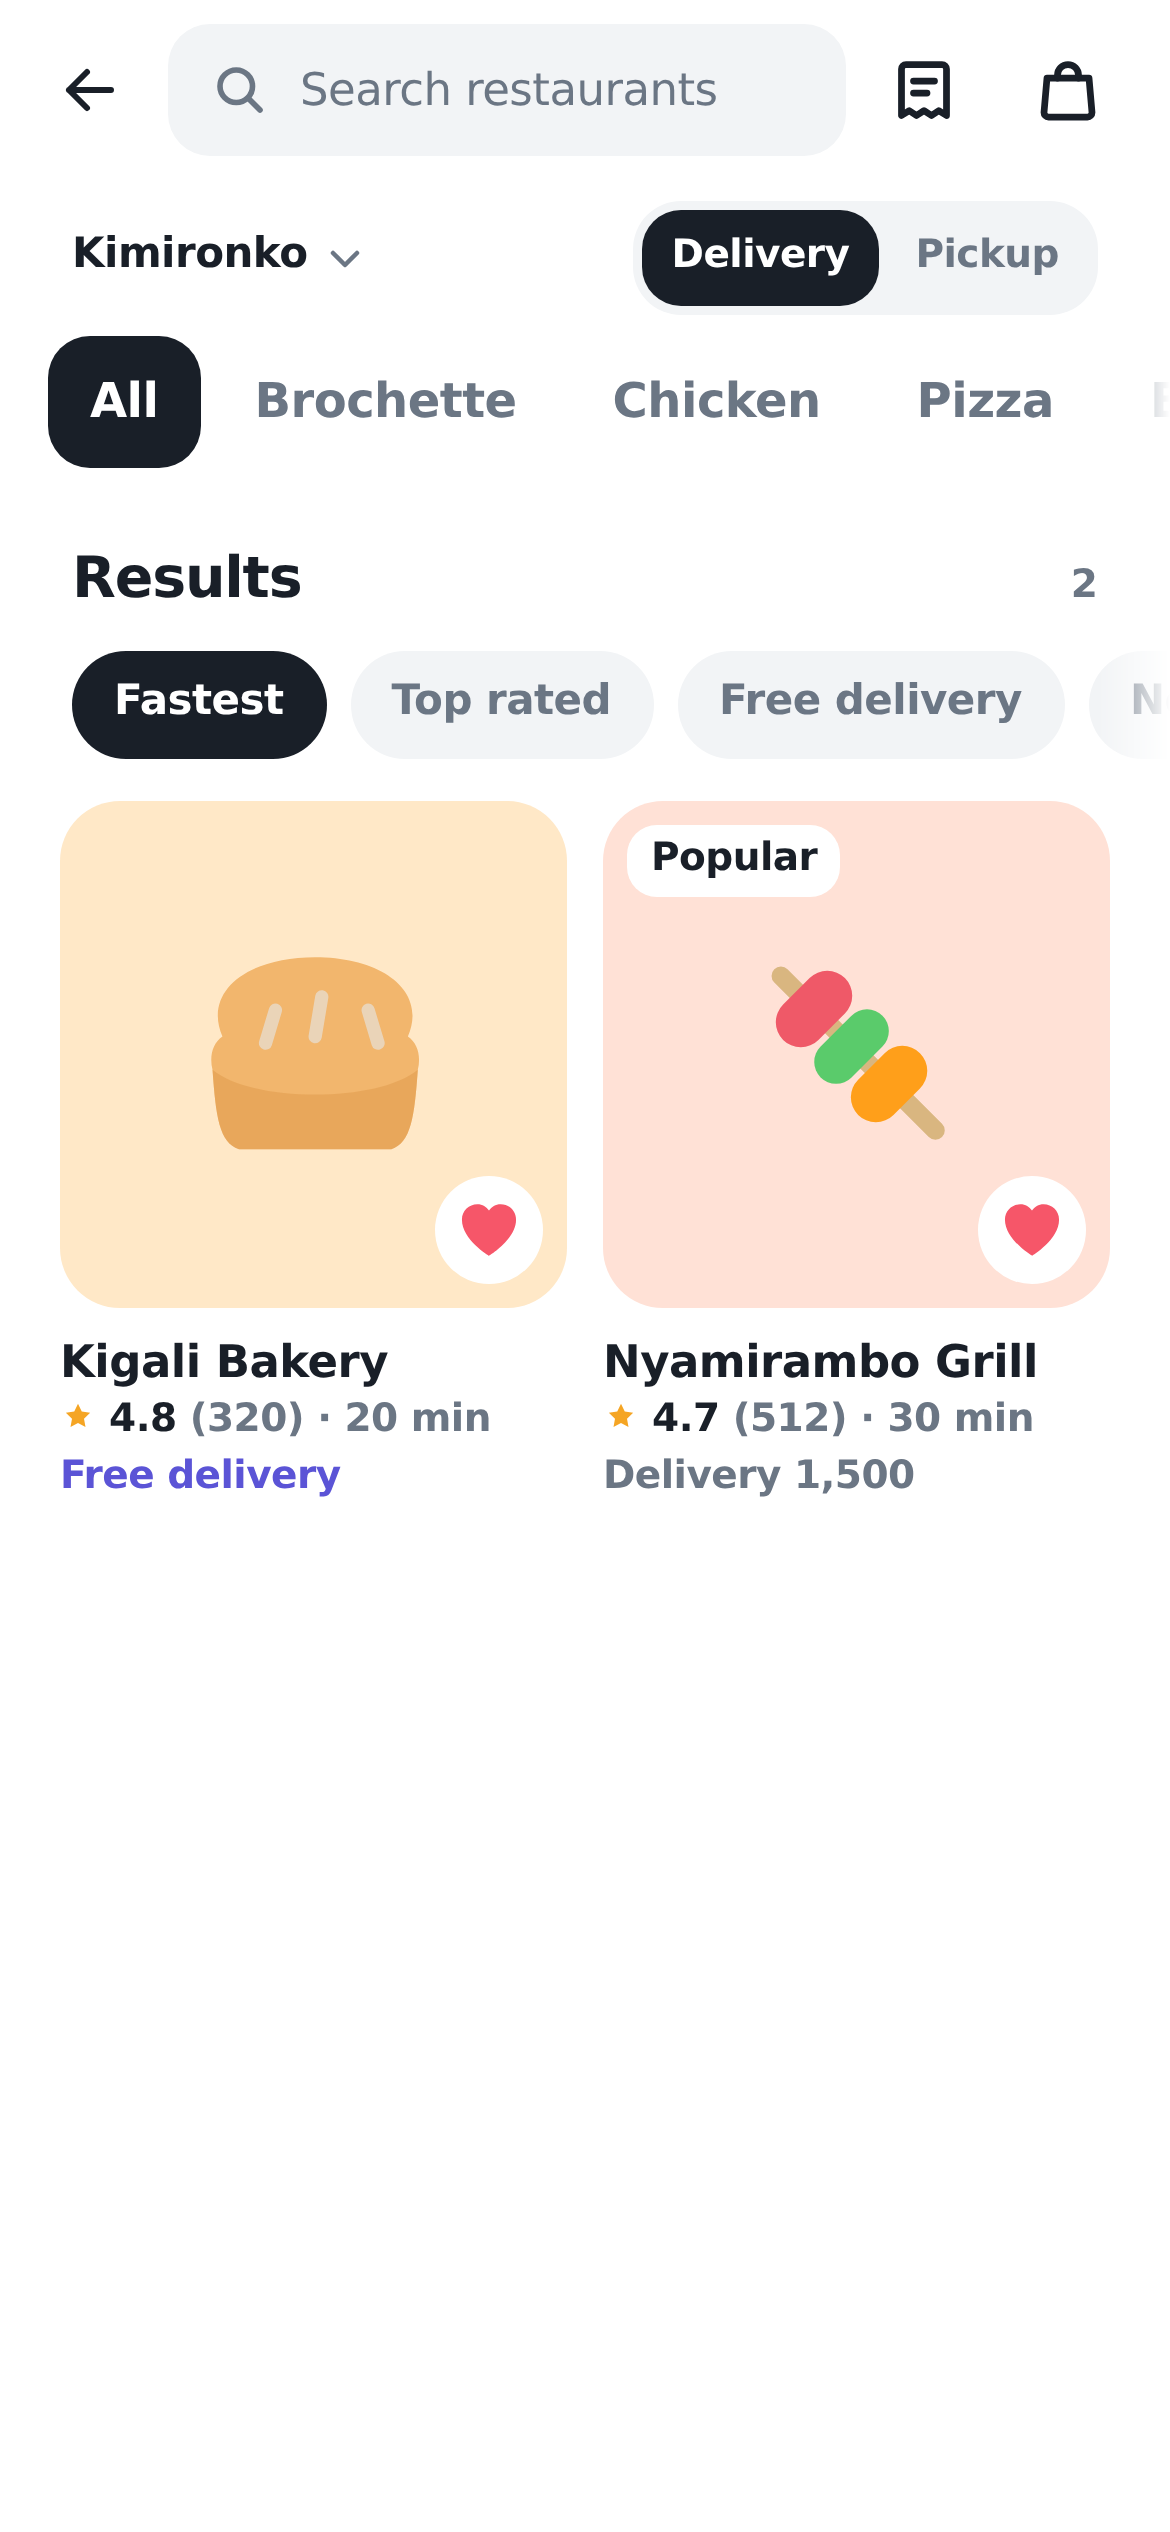 Search restaurants
Kimironko
Delivery Pickup
All Brochette Chicken Pizza
Results 2
Fastest Top rated Free delivery
Popular
Kigali Bakery
4.8 (320) · 20 min
Free delivery
Nyamirambo Grill
4.7 (512) · 30 min
Delivery 1,500